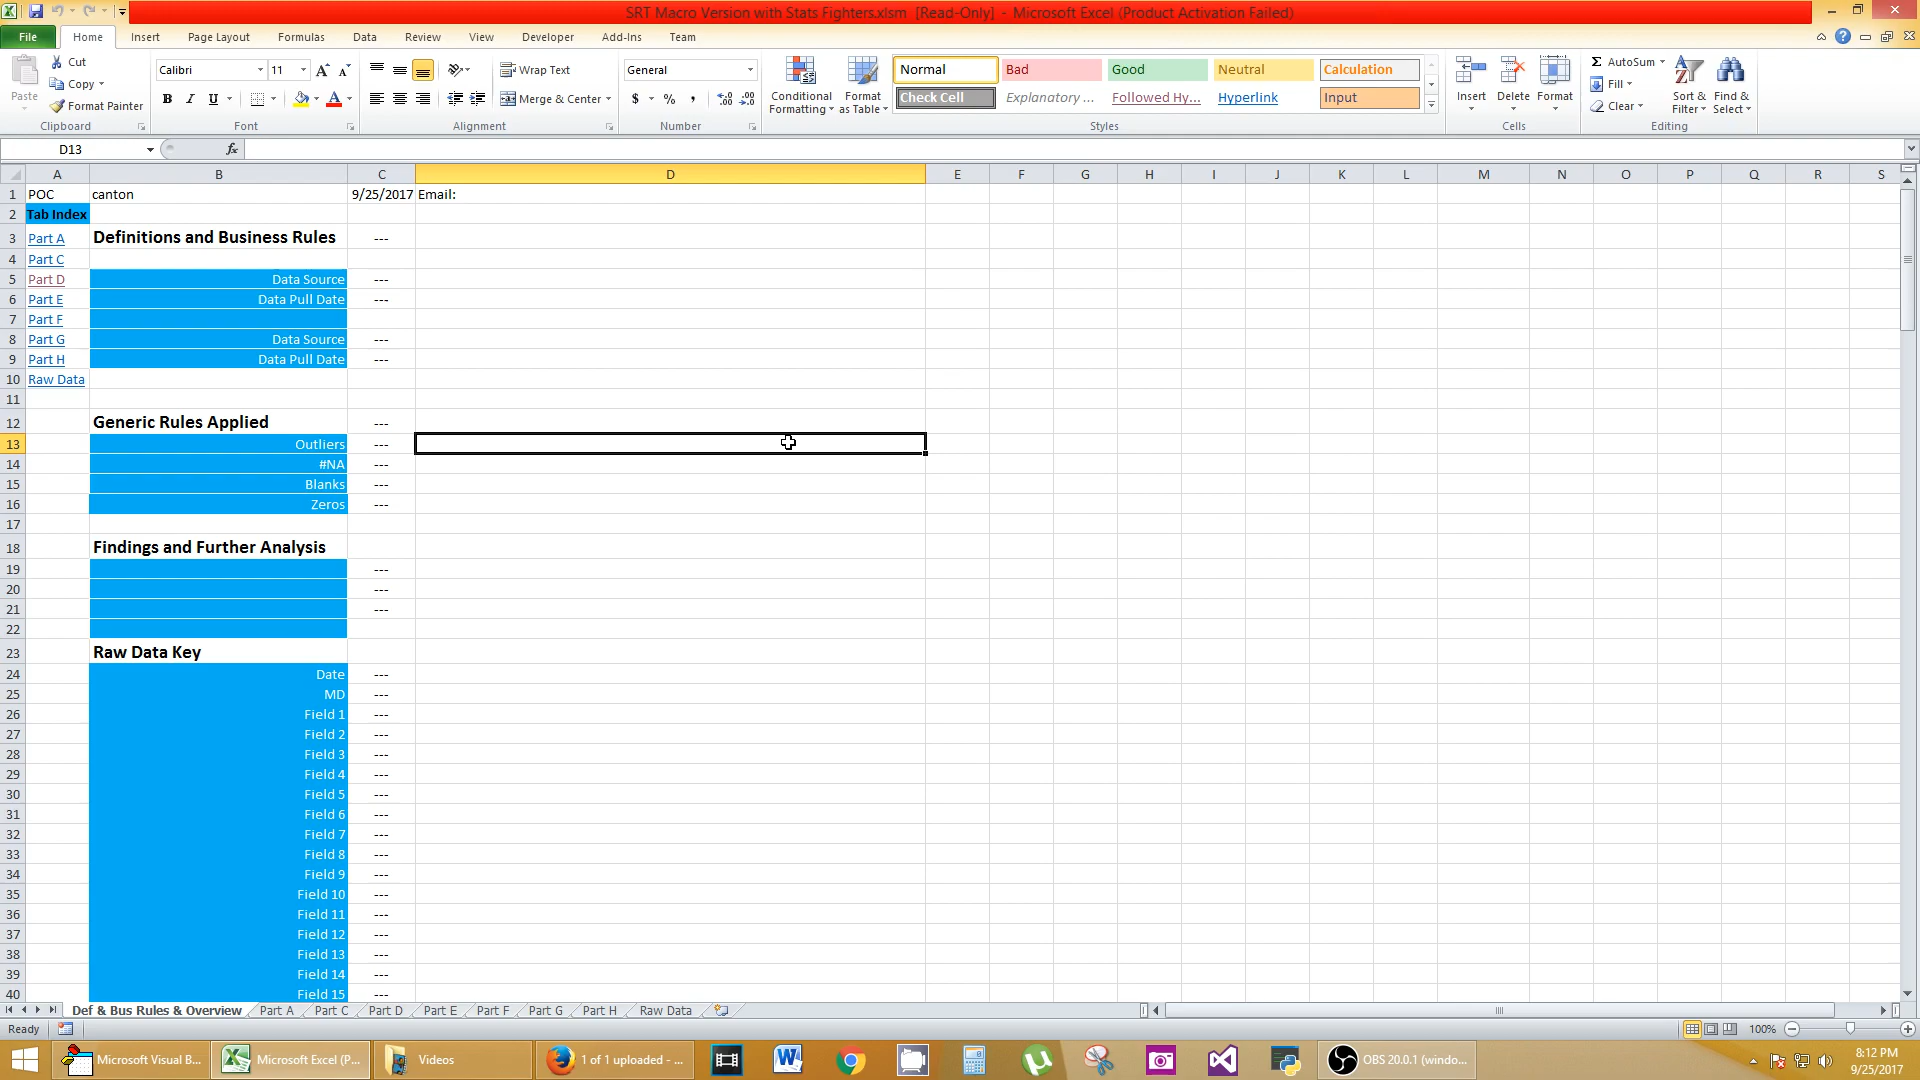 SRT Macro Version with Stats Fighters.xlsm [Read-Only] - Microsoft Excel (Product Activation Failed)
File Home Insert Page Layout Formulas Data Review View Developer Add-Ins Team
Paste
Cut
Copy
Format Painter
Clipboard
Calibri 11
B I U
Font
Wrap Text
Merge & Center
Alignment
General
$ % ,
Number
Conditional Formatting
Format as Table
Normal Bad Good Neutral Calculation
Check Cell Explanatory ... Followed Hy... Hyperlink Input
Styles
Insert Delete Format
Cells
Σ AutoSum
Fill
Clear
Sort & Filter
Find & Select
Editing
D13 fx
A B C D E F G H I J K L M N O P Q R S
1 POC canton 9/25/2017 Email:
2 Tab Index
3 Part A Definitions and Business Rules ---
4 Part C
5 Part D Data Source ---
6 Part E Data Pull Date ---
7 Part F
8 Part G Data Source ---
9 Part H Data Pull Date ---
10 Raw Data
11
12 Generic Rules Applied ---
13 Outliers ---
14 #NA ---
15 Blanks ---
16 Zeros ---
17
18 Findings and Further Analysis
19 ---
20 ---
21 ---
22
23 Raw Data Key
24 Date ---
25 MD ---
26 Field 1 ---
27 Field 2 ---
28 Field 3 ---
29 Field 4 ---
30 Field 5 ---
31 Field 6 ---
32 Field 7 ---
33 Field 8 ---
34 Field 9 ---
35 Field 10 ---
36 Field 11 ---
37 Field 12 ---
38 Field 13 ---
39 Field 14 ---
40 Field 15 ---
Def & Bus Rules & Overview Part A Part C Part D Part E Part F Part G Part H Raw Data
Ready 100%
Microsoft Visual B... Microsoft Excel (P... Videos 1 of 1 uploaded - ... OBS 20.0.1 (windo...
8:12 PM
9/25/2017